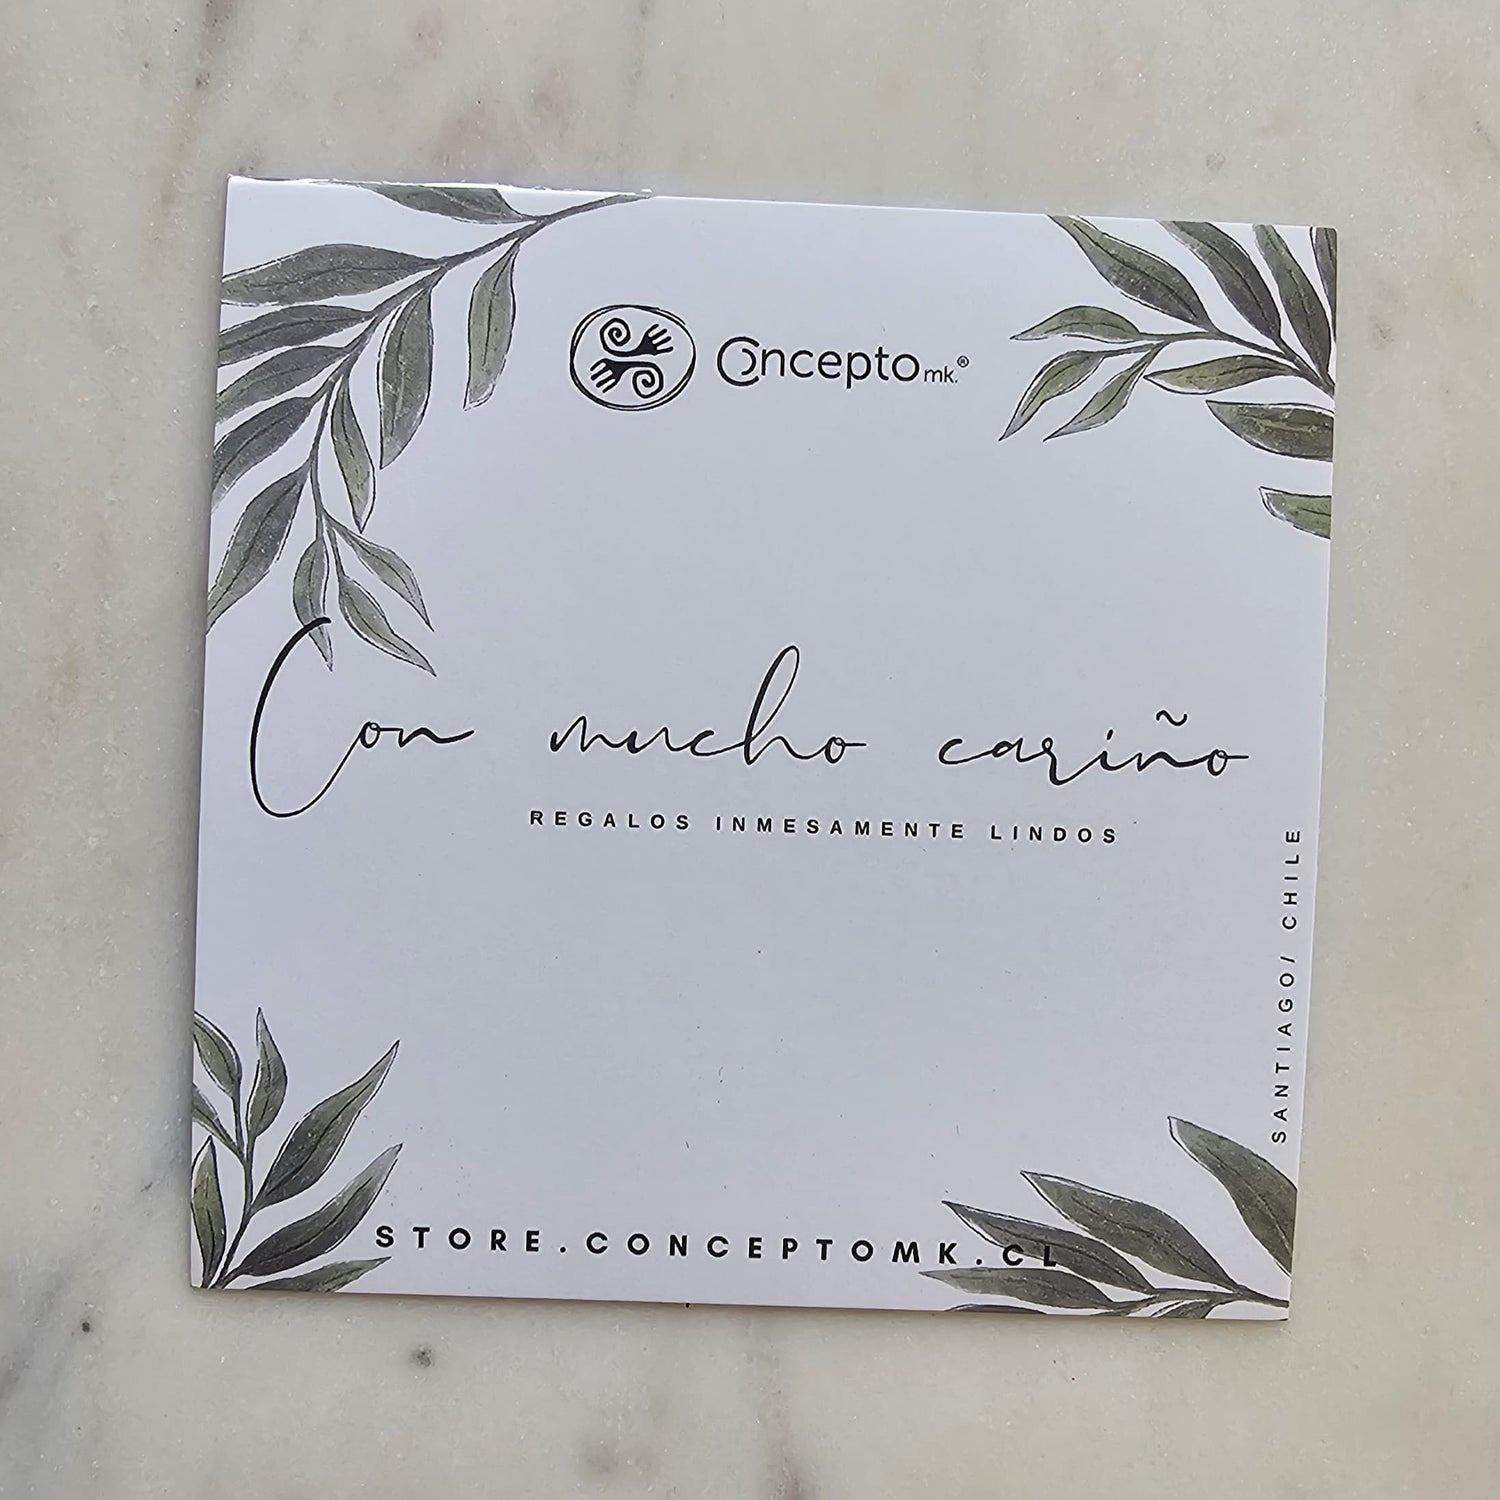 Concepto mk.®
Con mucho cariño
REGALOS INMESAMENTE LINDOS
SANTIAGO/ CHILE
STORE.CONCEPTOMK.CL